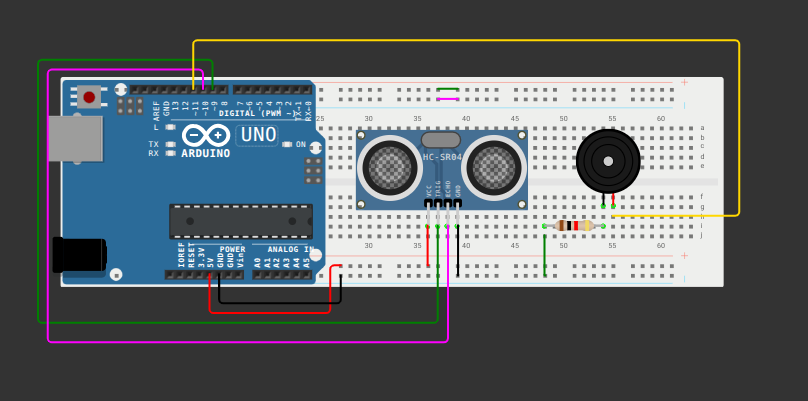 AREF
GND
13
12
~11
~10
~9
8
7
~6
~5
4
~3
2
TX→1
RX←0
DIGITAL (PWM ~)
L
TX
RX
ARDUINO
UNO
ON
IOREF
RESET
3.3V
5V
GND
GND
Vin
POWER
ANALOG IN
A0
A1
A2
A3
A4
A5
HC-SR04
VCC
TRIG
ECHO
GND
25 30 35 40 45 50 55 60
a
b
c
d
e
f
g
h
i
j
30 35 40 45 50 55 60
+
-
+
-